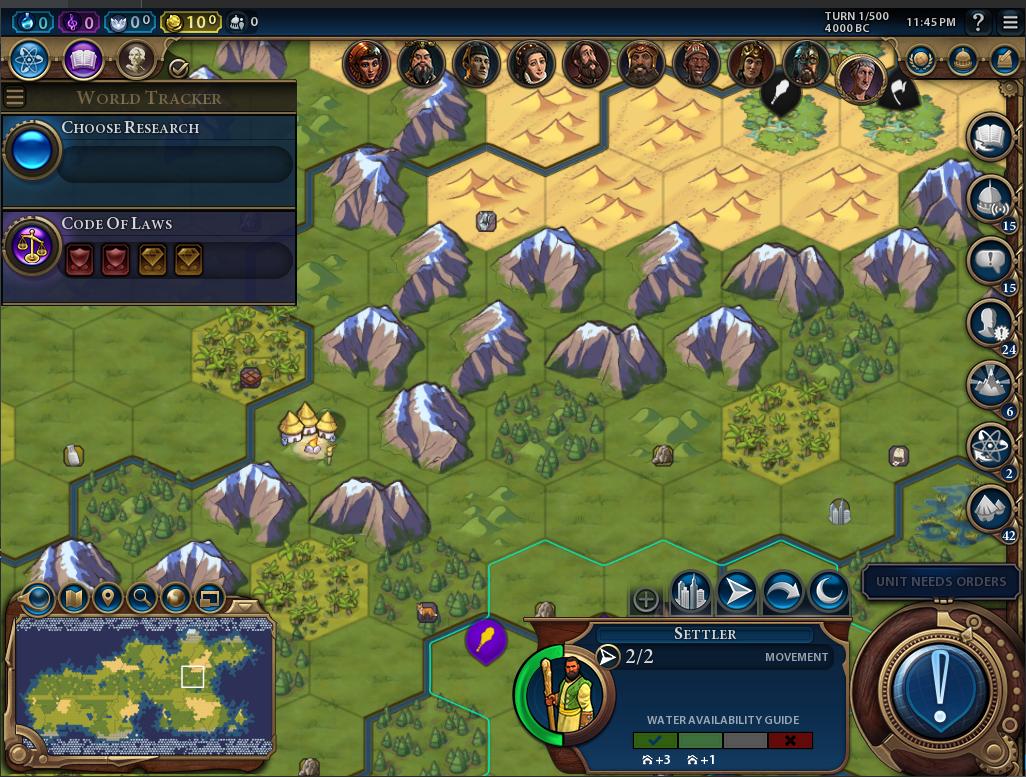 0 0 0⁰ 10⁰ 0
TURN 1/500
4000 BC
11:45 PM
?
WORLD TRACKER
CHOOSE RESEARCH
CODE OF LAWS
15
15
24
6
2
42
UNIT NEEDS ORDERS
SETTLER
2/2 MOVEMENT
WATER AVAILABILITY GUIDE
+3 +1